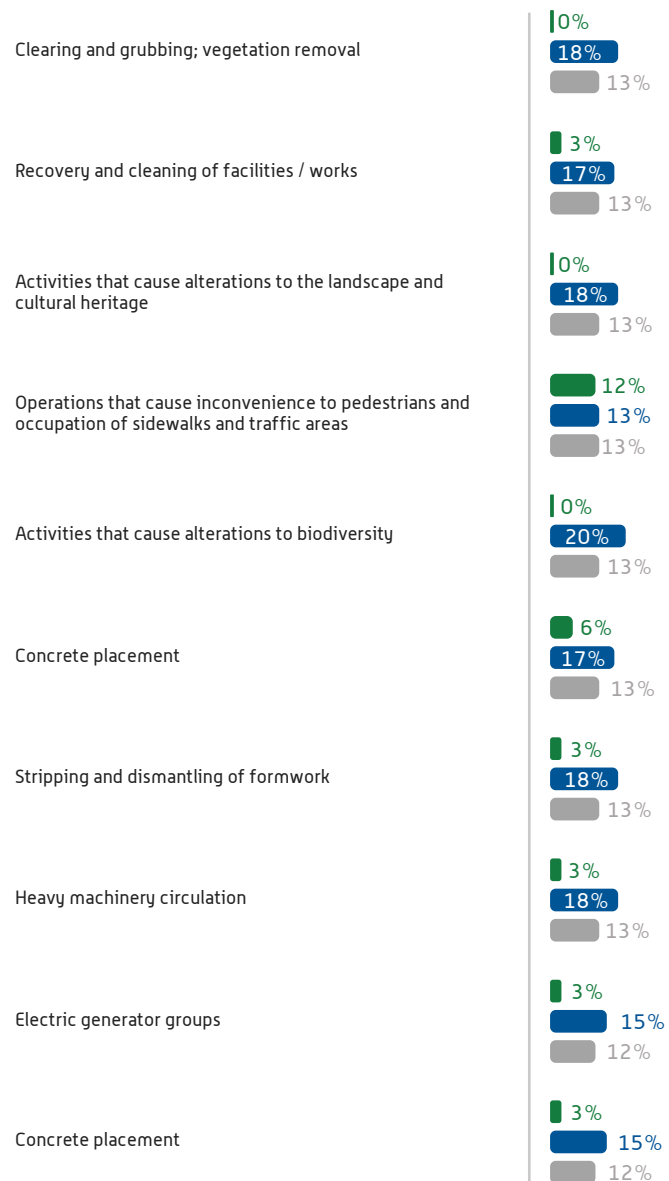 0%
Clearing and grubbing; vegetation removal
18%
13%
3%
Recovery and cleaning of facilities / works
17%
13%
0%
Activities that cause alterations to the landscape and
cultural heritage
18%
13%
12%
Operations that cause inconvenience to pedestrians and
occupation of sidewalks and traffic areas
13%
13%
0%
Activities that cause alterations to biodiversity
20%
13%
6%
Concrete placement
17%
13%
3%
Stripping and dismantling of formwork
18%
13%
3%
Heavy machinery circulation
18%
13%
3%
Electric generator groups
15%
12%
3%
Concrete placement
15%
12%